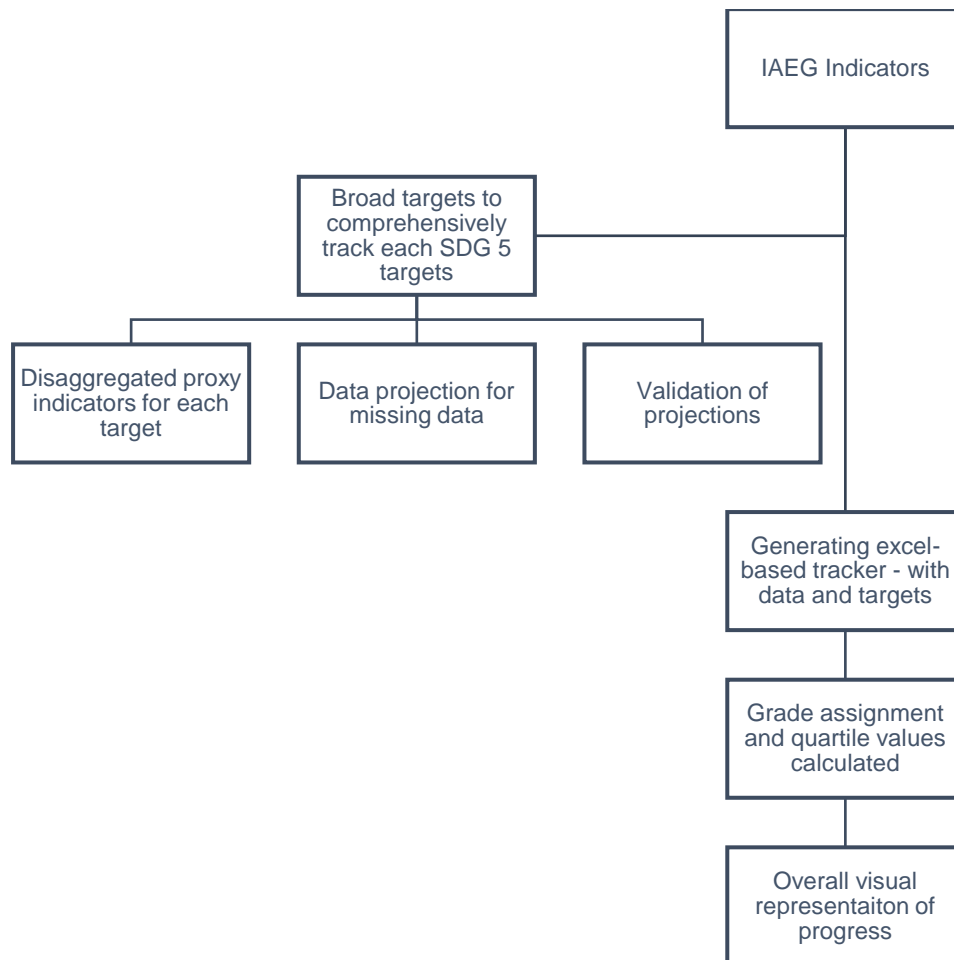 IAEG Indicators
Broad targets to
comprehensively
track each SDG 5
targets
Disaggregated proxy
indicators for each
target
Data projection for
missing data
Validation of
projections
Generating excel-
based tracker - with
data and targets
Grade assignment
and quartile values
calculated
Overall visual
representaiton of
progress